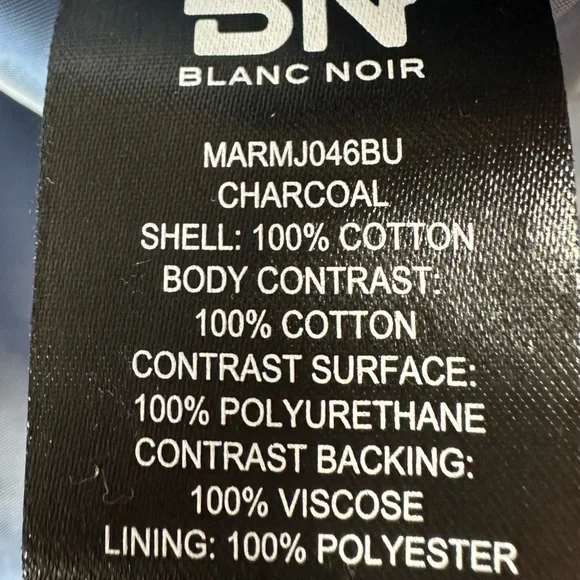 BN
BLANC NOIR
MARMJ046BU
CHARCOAL
SHELL: 100% COTTON
BODY CONTRAST:
100% COTTON
CONTRAST SURFACE:
100% POLYURETHANE
CONTRAST BACKING:
100% VISCOSE
LINING: 100% POLYESTER